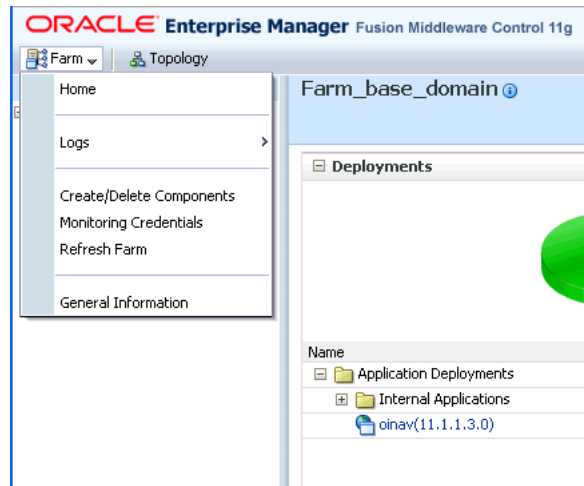 ORACLE Enterprise Manager Fusion Middleware Control 11g
Farm Topology
Home
Farm_base_domain
Logs
Deployments
Create/Delete Components
Monitoring Credentials
Refresh Farm
General Information
Name
Application Deployments
Internal Applications
oinav(11.1.1.3.0)